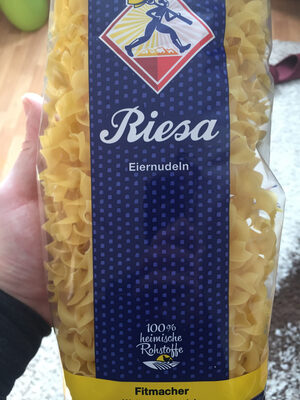 Riesa
Eiernudeln
100%
heimische
Rohstoffe
Fitmacher